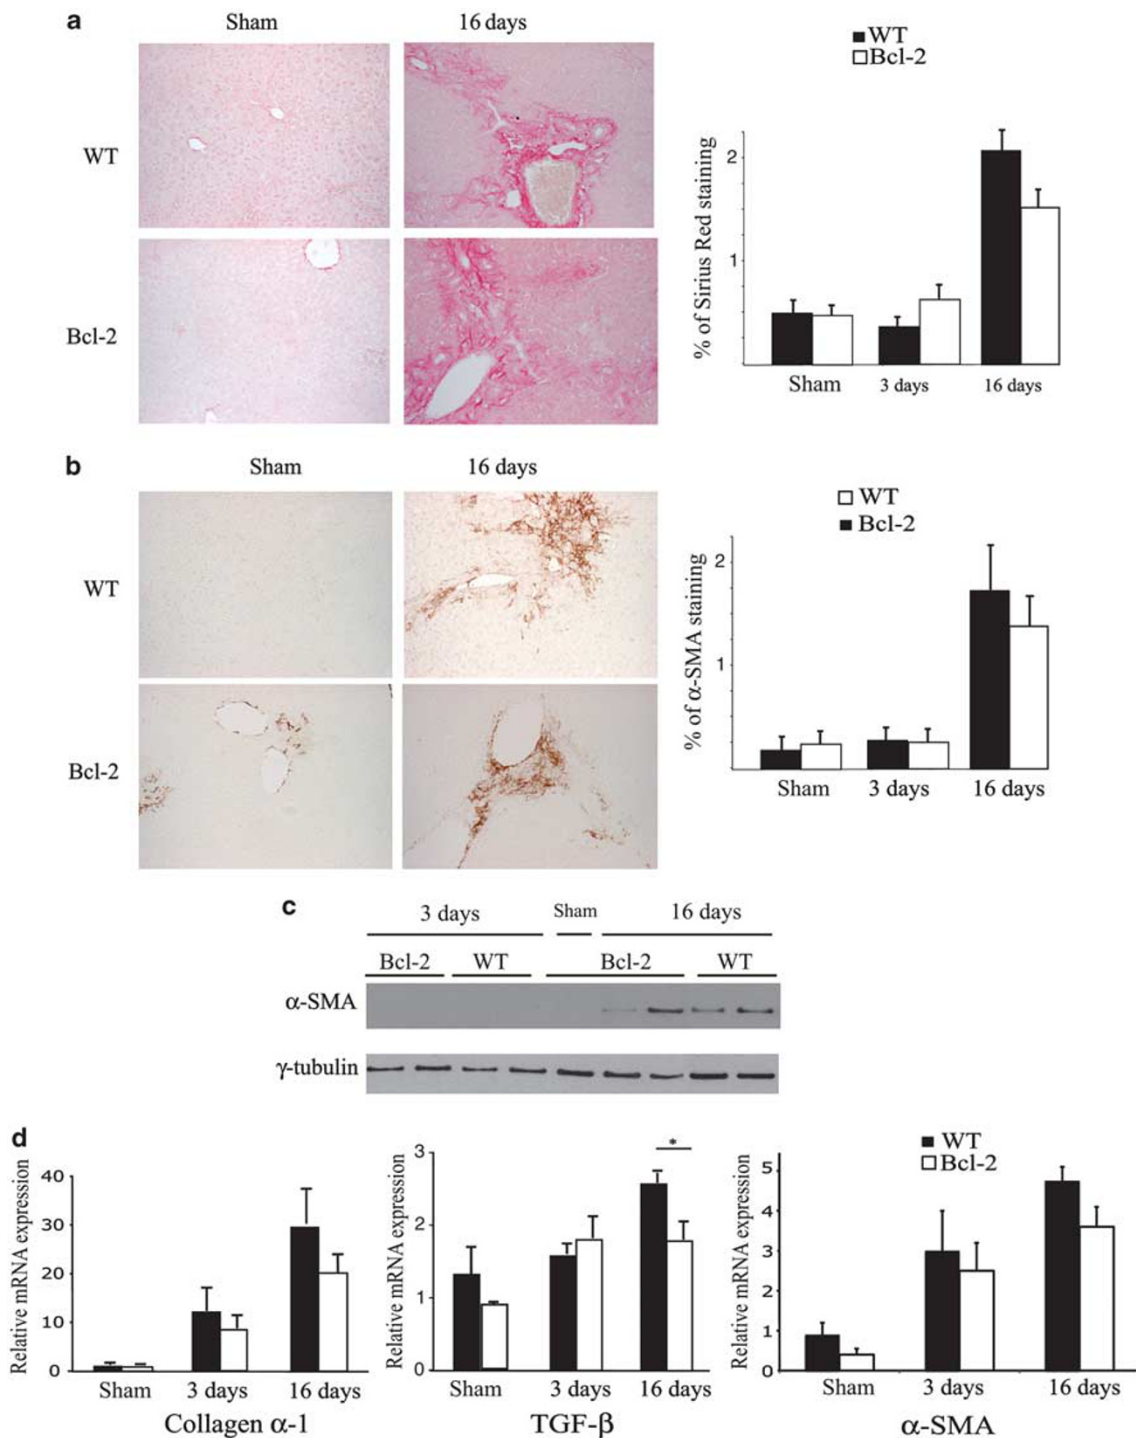 a
Sham
16 days
WT
Bcl-2
WT
Bcl-2
% of Sirius Red staining
2
1
Sham
3 days
16 days
b
Sham
16 days
WT
Bcl-2
WT
Bcl-2
% of α-SMA staining
2
1
Sham
3 days
16 days
c
3 days
Sham
16 days
Bcl-2
WT
Bcl-2
WT
α-SMA
γ-tubulin
d
Relative mRNA expression
40
30
20
10
0
Sham
3 days
16 days
Collagen α-1
Relative mRNA expression
3
2
1
0
*
Sham
3 days
16 days
TGF-β
WT
Bcl-2
Relative mRNA expression
5
4
3
2
1
0
Sham
3 days
16 days
α-SMA